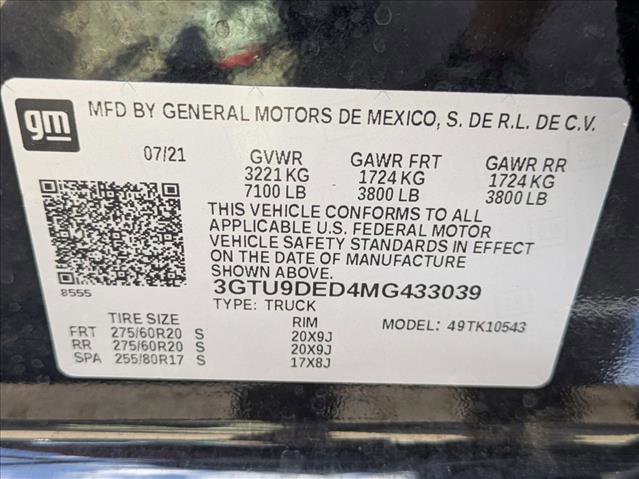 gm
MFD BY GENERAL MOTORS DE MEXICO, S. DE R.L. DE C.V.
07/21 GVWR GAWR FRT GAWR RR
3221 KG 1724 KG 1724 KG
7100 LB 3800 LB 3800 LB
THIS VEHICLE CONFORMS TO ALL
APPLICABLE U.S. FEDERAL MOTOR
VEHICLE SAFETY STANDARDS IN EFFECT
ON THE DATE OF MANUFACTURE
SHOWN ABOVE.
8555 3GTU9DED4MG433039
TYPE: TRUCK
TIRE SIZE RIM MODEL: 49TK10543
FRT 275/60R20 S 20X9J
RR 275/60R20 S 20X9J
SPA 255/80R17 S 17X8J